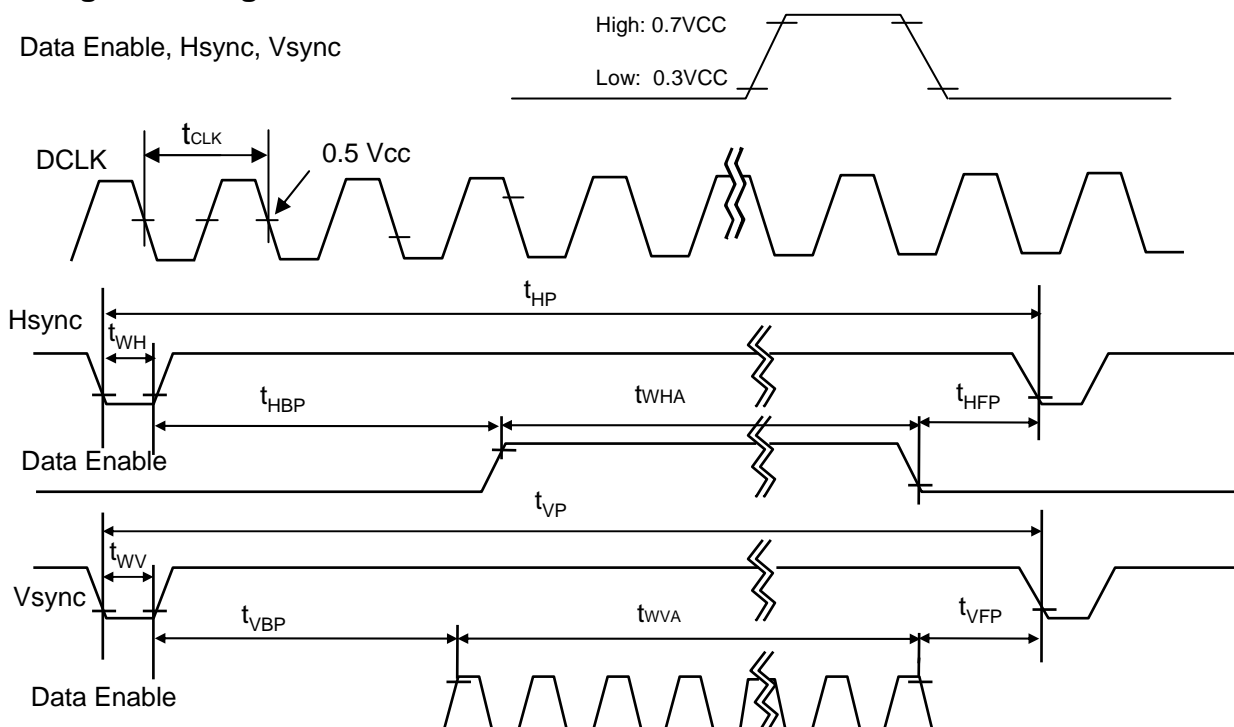 Data Enable, Hsync, Vsync
High: 0.7VCC
Low: 0.3VCC
tCLK
DCLK
0.5 Vcc
tHP
Hsync
tWH
tHBP
tWHA
tHFP
Data Enable
tVP
tWV
Vsync
tVBP
tWVA
tVFP
Data Enable